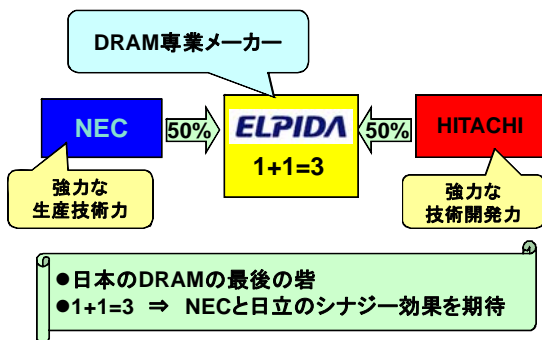 DRAM専業メーカー
NEC
50%
ELPIDA
1+1=3
50%
HITACHI
強力な
生産技術力
強力な
技術開発力
●日本のDRAMの最後の砦
●1+1=3 ⇒ NECと日立のシナジー効果を期待